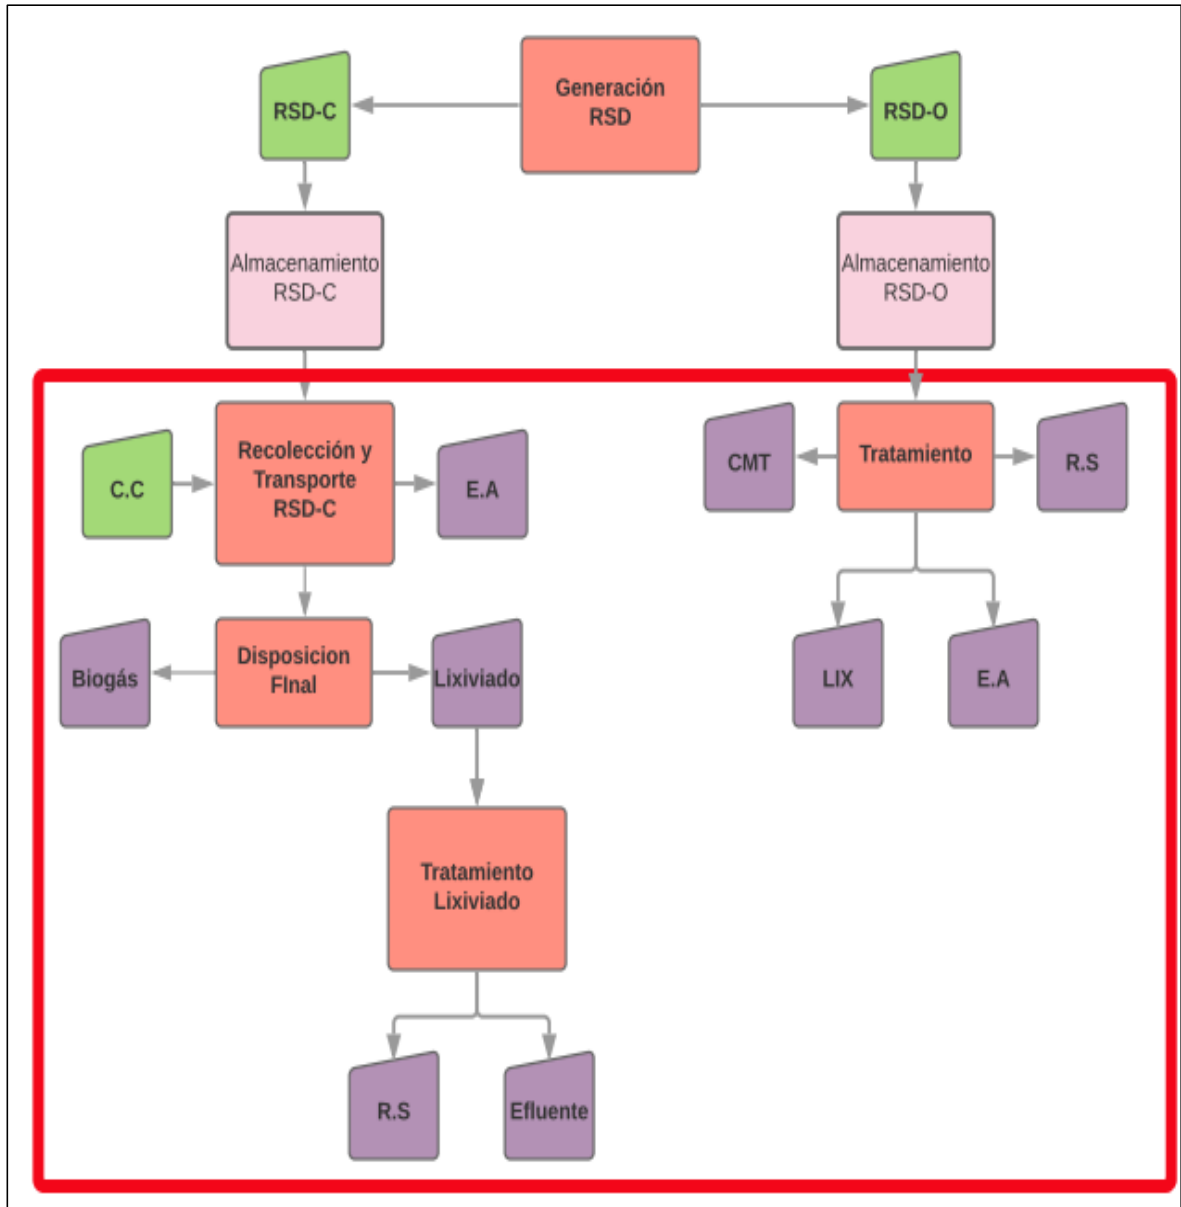 Generación
RSD
RSD-C
RSD-O
Almacenamiento
RSD-C
Almacenamiento
RSD-O
C.C
Recolección y
Transporte
RSD-C
E.A
CMT
Tratamiento
R.S
Biogás
Disposicion
FInal
Lixiviado
LIX
E.A
Tratamiento
Lixiviado
R.S
Efluente